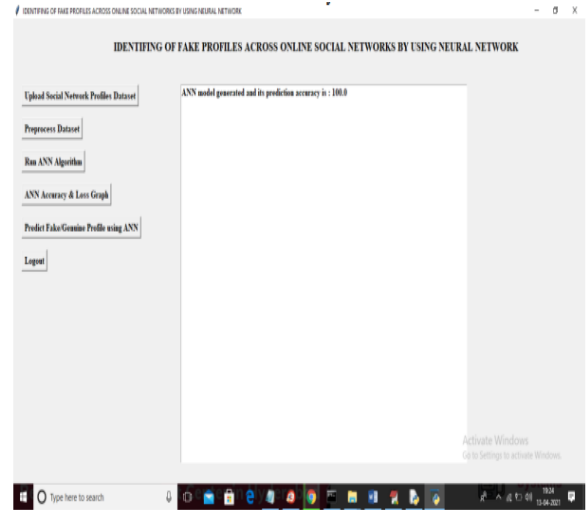 IDENTIFING OF FAKE PROFILES ACROSS ONLINE SOCIAL NETWORKS BY USING NEURAL NETWORK
IDENTIFING OF FAKE PROFILES ACROSS ONLINE SOCIAL NETWORKS BY USING NEURAL NETWORK
Upload Social Network Profiles Dataset
ANN model generated and its prediction accuracy is : 100.0
Preprocess Dataset
Run ANN Algorithm
ANN Accuracy & Loss Graph
Predict Fake/Genuine Profile using ANN
Logout
Activate Windows
Go to Settings to activate Windows.
Type here to search
19:24
13-04-2021